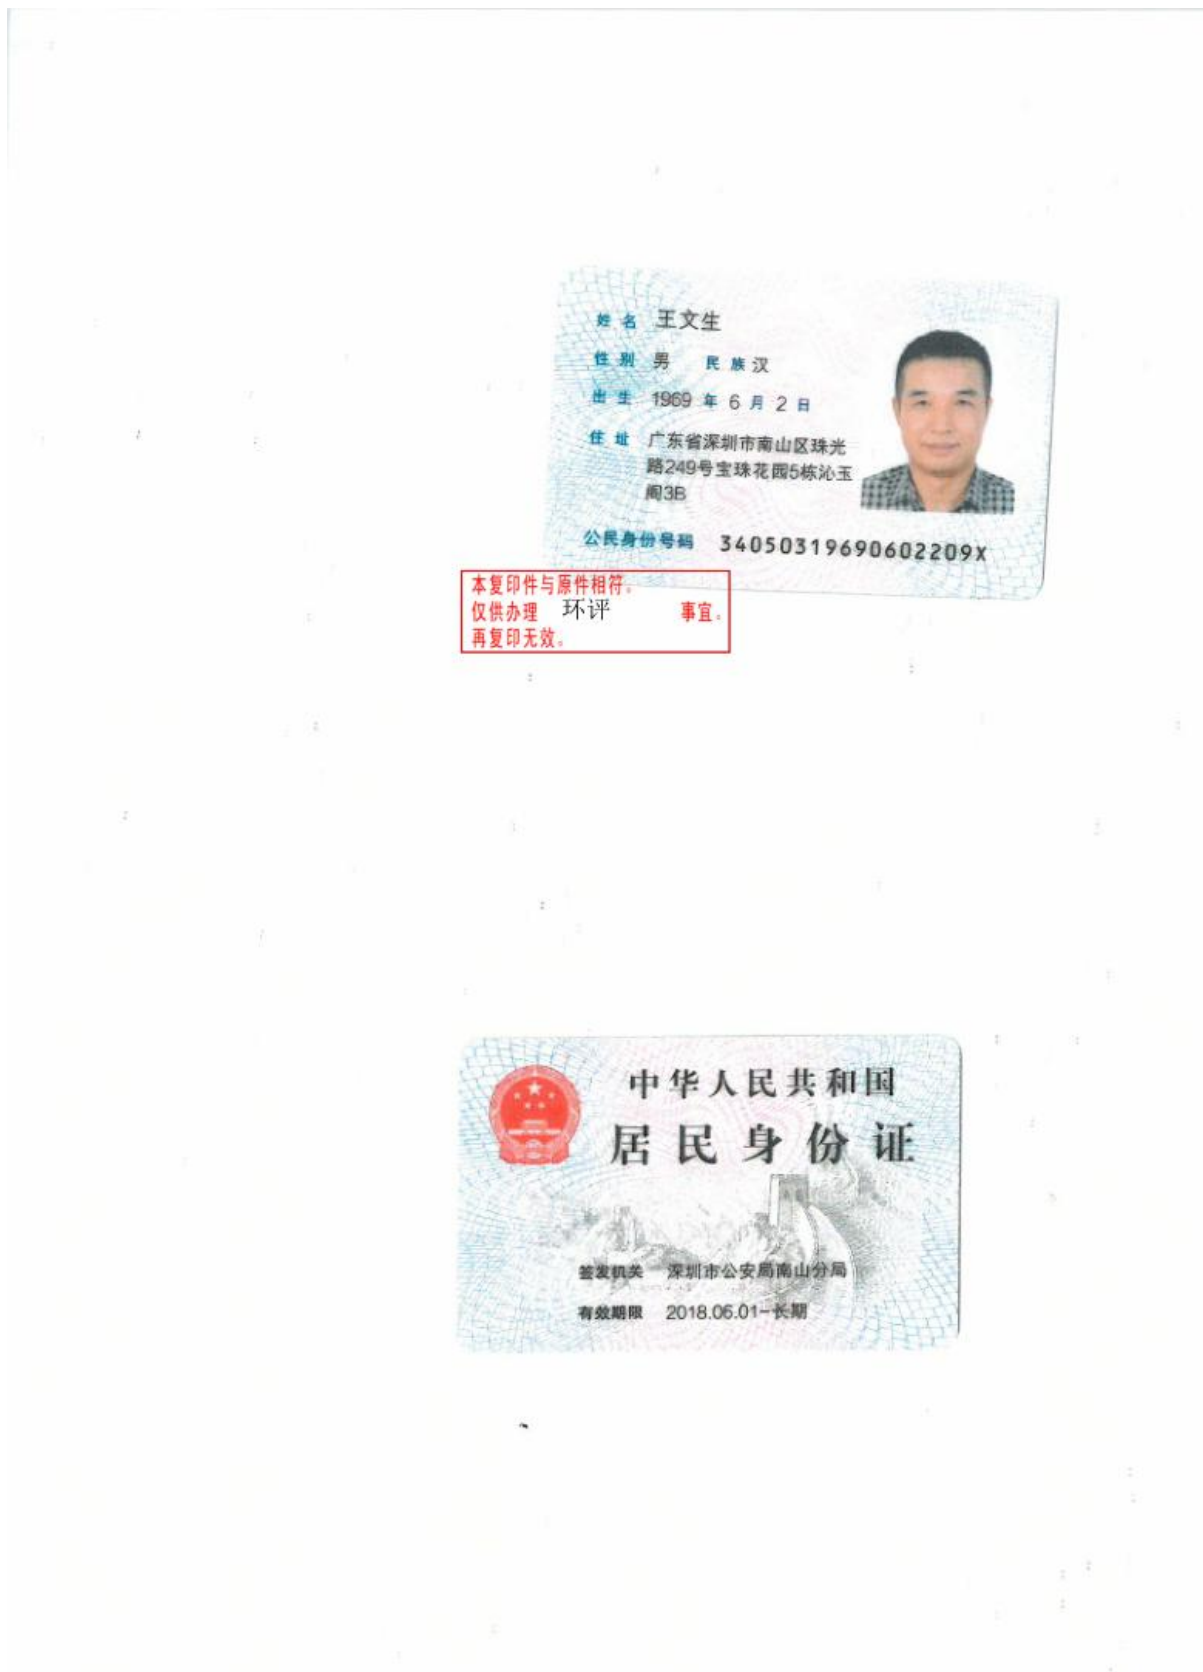 姓名 王文生
性别 男 民族 汉
出生 1969 年 6 月 2 日
住址 广东省深圳市南山区珠光
路249号宝珠花园5栋沁玉
阁3B
公民身份号码 34050319690602209X
本复印件与原件相符。
仅供办理 环评 事宜。
再复印无效。
中华人民共和国
居民身份证
签发机关 深圳市公安局南山分局
有效期限 2018.06.01-长期